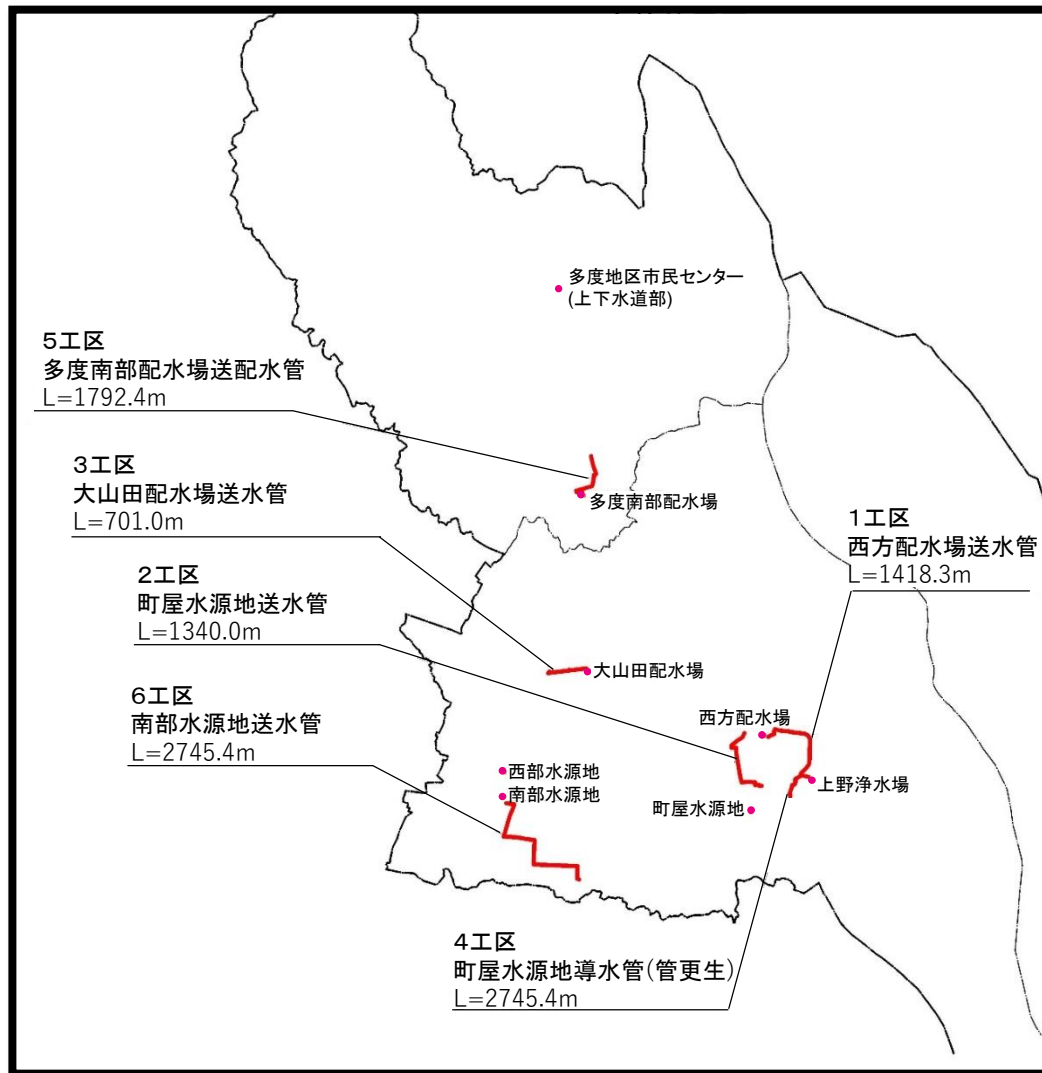 多度地区市民センター
(上下水道部)
5工区
多度南部配水場送配水管
L=1792.4m
3工区
大山田配水場送水管
L=701.0m
多度南部配水場
1工区
西方配水場送水管
L=1418.3m
2工区
町屋水源地送水管
L=1340.0m
大山田配水場
6工区
南部水源地送水管
L=2745.4m
西方配水場
西部水源地
南部水源地
上野浄水場
町屋水源地
4工区
町屋水源地導水管(管更生)
L=2745.4m